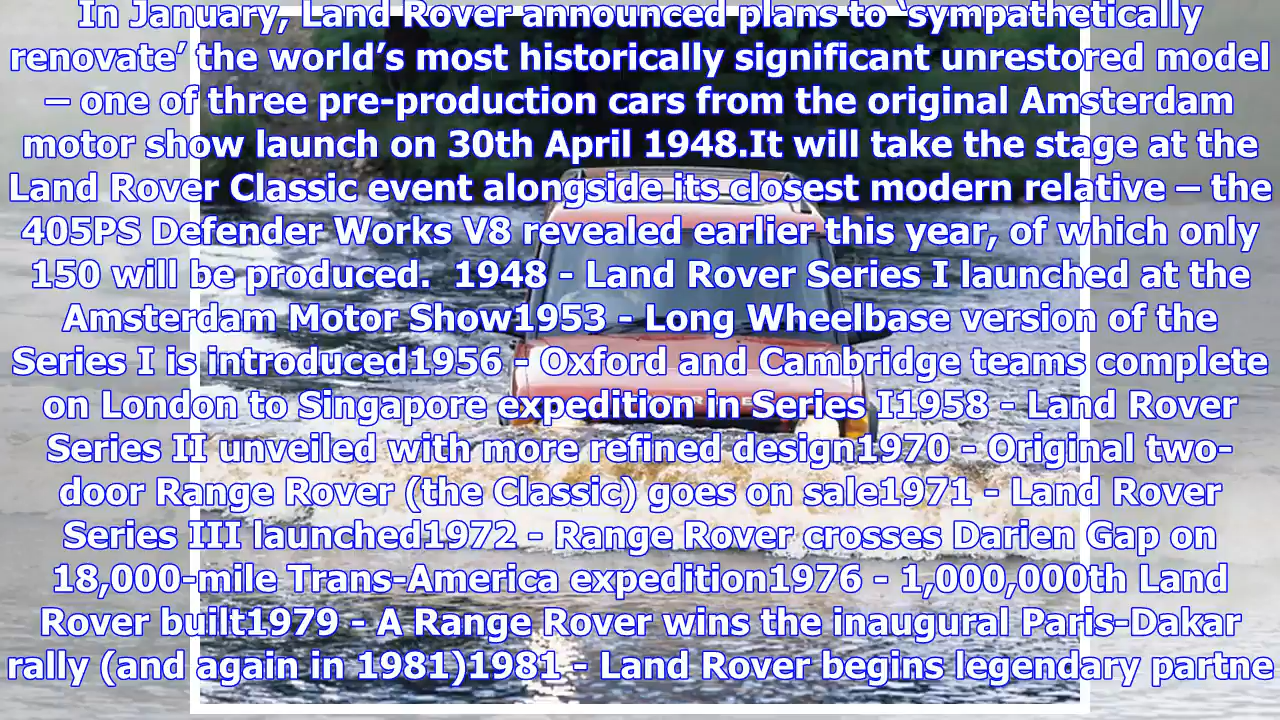 In January, Land Rover announced plans to ‘sympathetically
renovate’ the world’s most historically significant unrestored model
– one of three pre-production cars from the original Amsterdam
motor show launch on 30th April 1948.It will take the stage at the
Land Rover Classic event alongside its closest modern relative – the
405PS Defender Works V8 revealed earlier this year, of which only
150 will be produced.  1948 - Land Rover Series I launched at the
Amsterdam Motor Show1953 - Long Wheelbase version of the
Series I is introduced1956 - Oxford and Cambridge teams complete
on London to Singapore expedition in Series I1958 - Land Rover
Series II unveiled with more refined design1970 - Original two-
door Range Rover (the Classic) goes on sale1971 - Land Rover
Series III launched1972 - Range Rover crosses Darien Gap on
18,000-mile Trans-America expedition1976 - 1,000,000th Land
Rover built1979 - A Range Rover wins the inaugural Paris-Dakar
rally (and again in 1981)1981 - Land Rover begins legendary partne